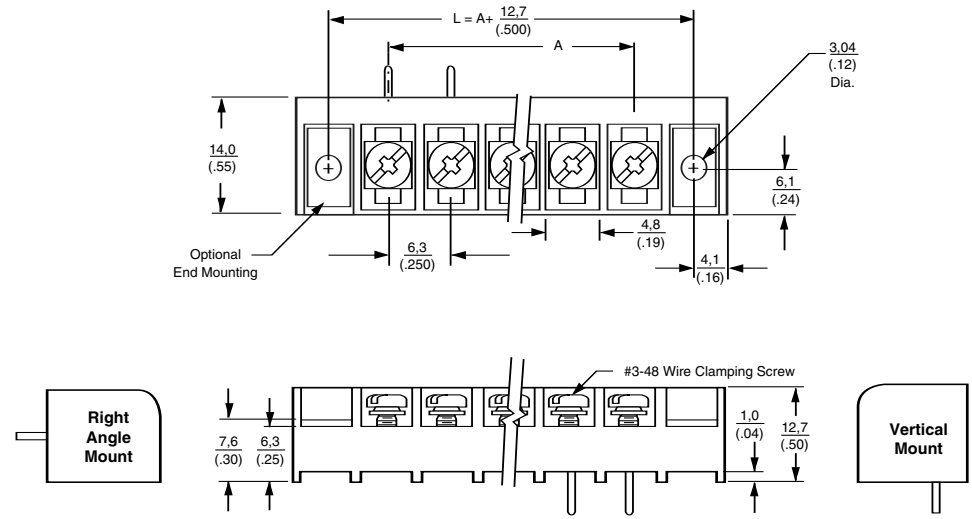 L = A+ 12,7
(.500)
A
3,04
(.12)
Dia.
14,0
(.55)
6,1
(.24)
Optional
End Mounting
6,3
(.250)
4,8
(.19)
4,1
(.16)
#3-48 Wire Clamping Screw
Right
Angle
Mount
7,6
(.30)
6,3
(.25)
1,0
(.04)
12,7
(.50)
Vertical
Mount